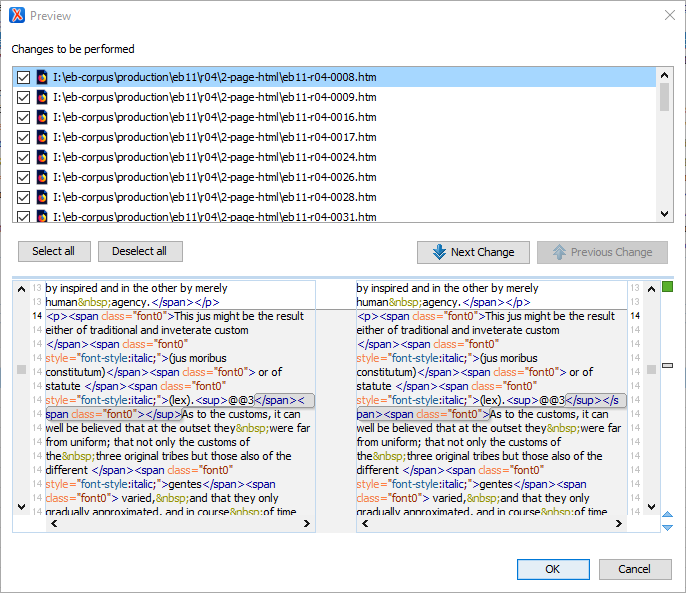 Preview
Changes to be performed
I:\eb-corpus\production\eb11\r04\2-page-html\eb11-r04-0008.htm
I:\eb-corpus\production\eb11\r04\2-page-html\eb11-r04-0009.htm
I:\eb-corpus\production\eb11\r04\2-page-html\eb11-r04-0016.htm
I:\eb-corpus\production\eb11\r04\2-page-html\eb11-r04-0017.htm
I:\eb-corpus\production\eb11\r04\2-page-html\eb11-r04-0024.htm
I:\eb-corpus\production\eb11\r04\2-page-html\eb11-r04-0026.htm
I:\eb-corpus\production\eb11\r04\2-page-html\eb11-r04-0028.htm
I:\eb-corpus\production\eb11\r04\2-page-html\eb11-r04-0031.htm
Select all
Deselect all
Next Change
Previous Change
13 by inspired and in the other by merely
13 human&nbsp;agency.</span></p>
14 <p><span class="font0">This jus might be the result
14 either of traditional and inveterate custom
14 </span><span class="font0"
14 style="font-style:italic;">(jus moribus
14 constitutum)</span><span class="font0"> or of
14 statute </span><span class="font0"
14 style="font-style:italic;">(lex).<sup>@@3</span><
14 span class="font0"></sup>As to the customs, it can
14 well be believed that at the outset they&nbsp;were far
14 from uniform; that not only the customs of
14 the&nbsp;three original tribes but those also of the
14 different </span><span class="font0"
14 style="font-style:italic;">gentes</span><span
14 class="font0"> varied,&nbsp;and that they only
14 gradually approximated, and in course&nbsp;of time
by inspired and in the other by merely 13
human&nbsp;agency.</span></p> 13
<p><span class="font0">This jus might be the result 14
either of traditional and inveterate custom 14
</span><span class="font0" 14
style="font-style:italic;">(jus moribus 14
constitutum)</span><span class="font0"> or of 14
statute </span><span class="font0" 14
style="font-style:italic;">(lex).<sup>@@3</sup></s 14
pan><span class="font0">As to the customs, it can 14
well be believed that at the outset they&nbsp;were far 14
from uniform; that not only the customs of 14
the&nbsp;three original tribes but those also of the 14
different </span><span class="font0" 14
style="font-style:italic;">gentes</span><span 14
class="font0"> varied,&nbsp;and that they only 14
gradually approximated, and in course&nbsp;of time 14
OK
Cancel